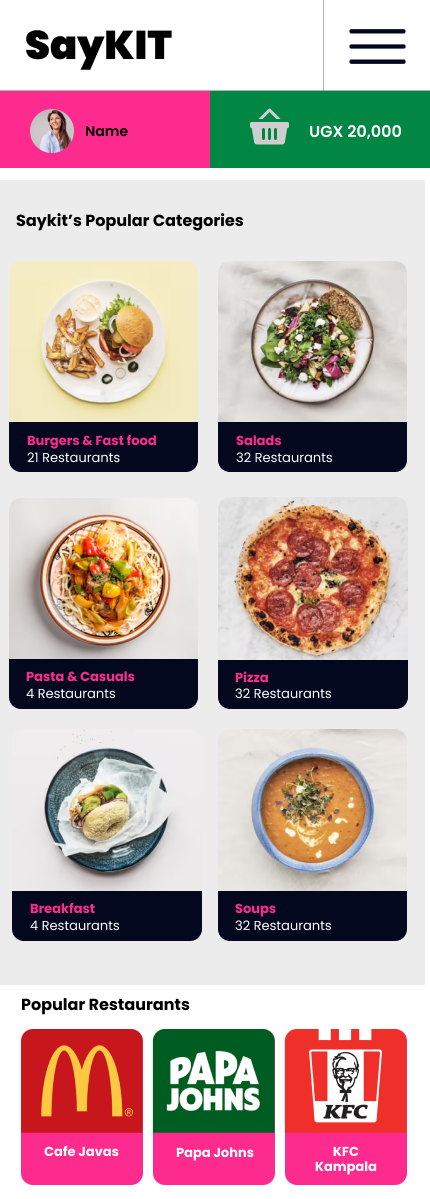 SayKIT
Name
UGX 20,000
Saykit’s Popular Categories
Burgers & Fast food
21 Restaurants
Salads
32 Restaurants
Pasta & Casuals
4 Restaurants
Pizza
32 Restaurants
Breakfast
4 Restaurants
Soups
32 Restaurants
Popular Restaurants
®
PAPA
JOHNS
KFC
Cafe Javas
Papa Johns
KFC
Kampala